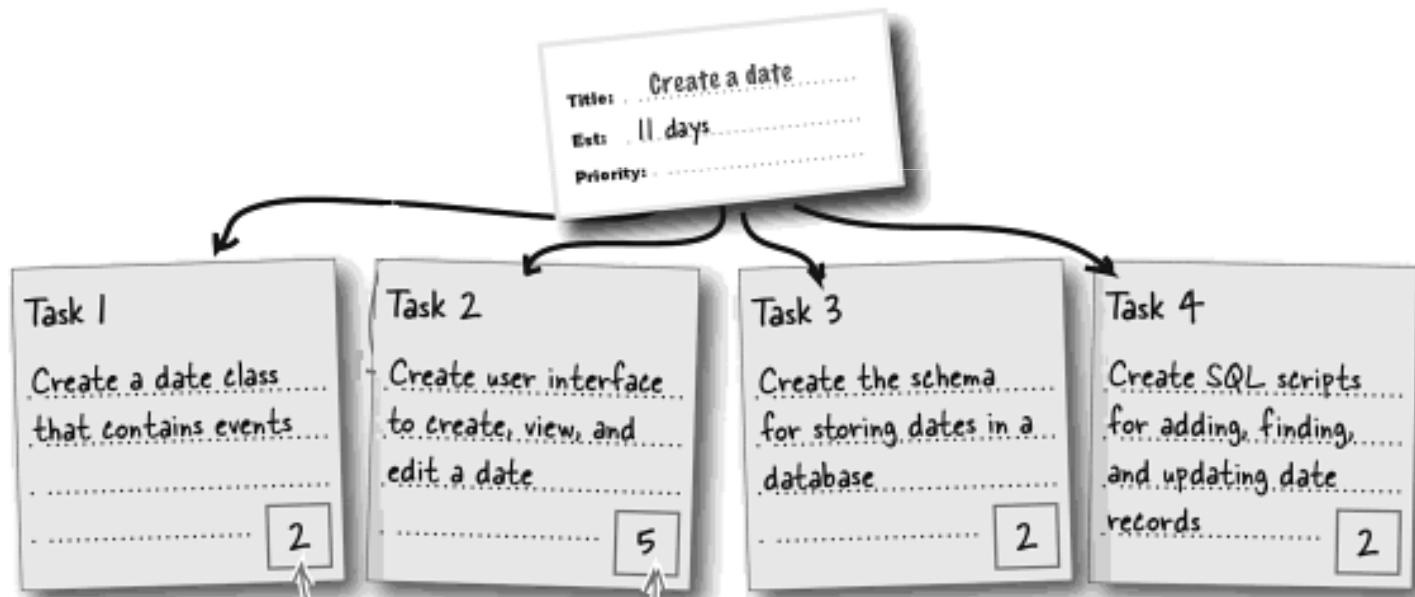 Title: Create a date
Est: 11 days
Priority:
Task 1
Create a date class
that contains events
2
Task 2
Create user interface
to create, view, and
edit a date
5
Task 3
Create the schema
for storing dates in a
database
2
Task 4
Create SQL scripts
for adding, finding,
and updating date
records
2